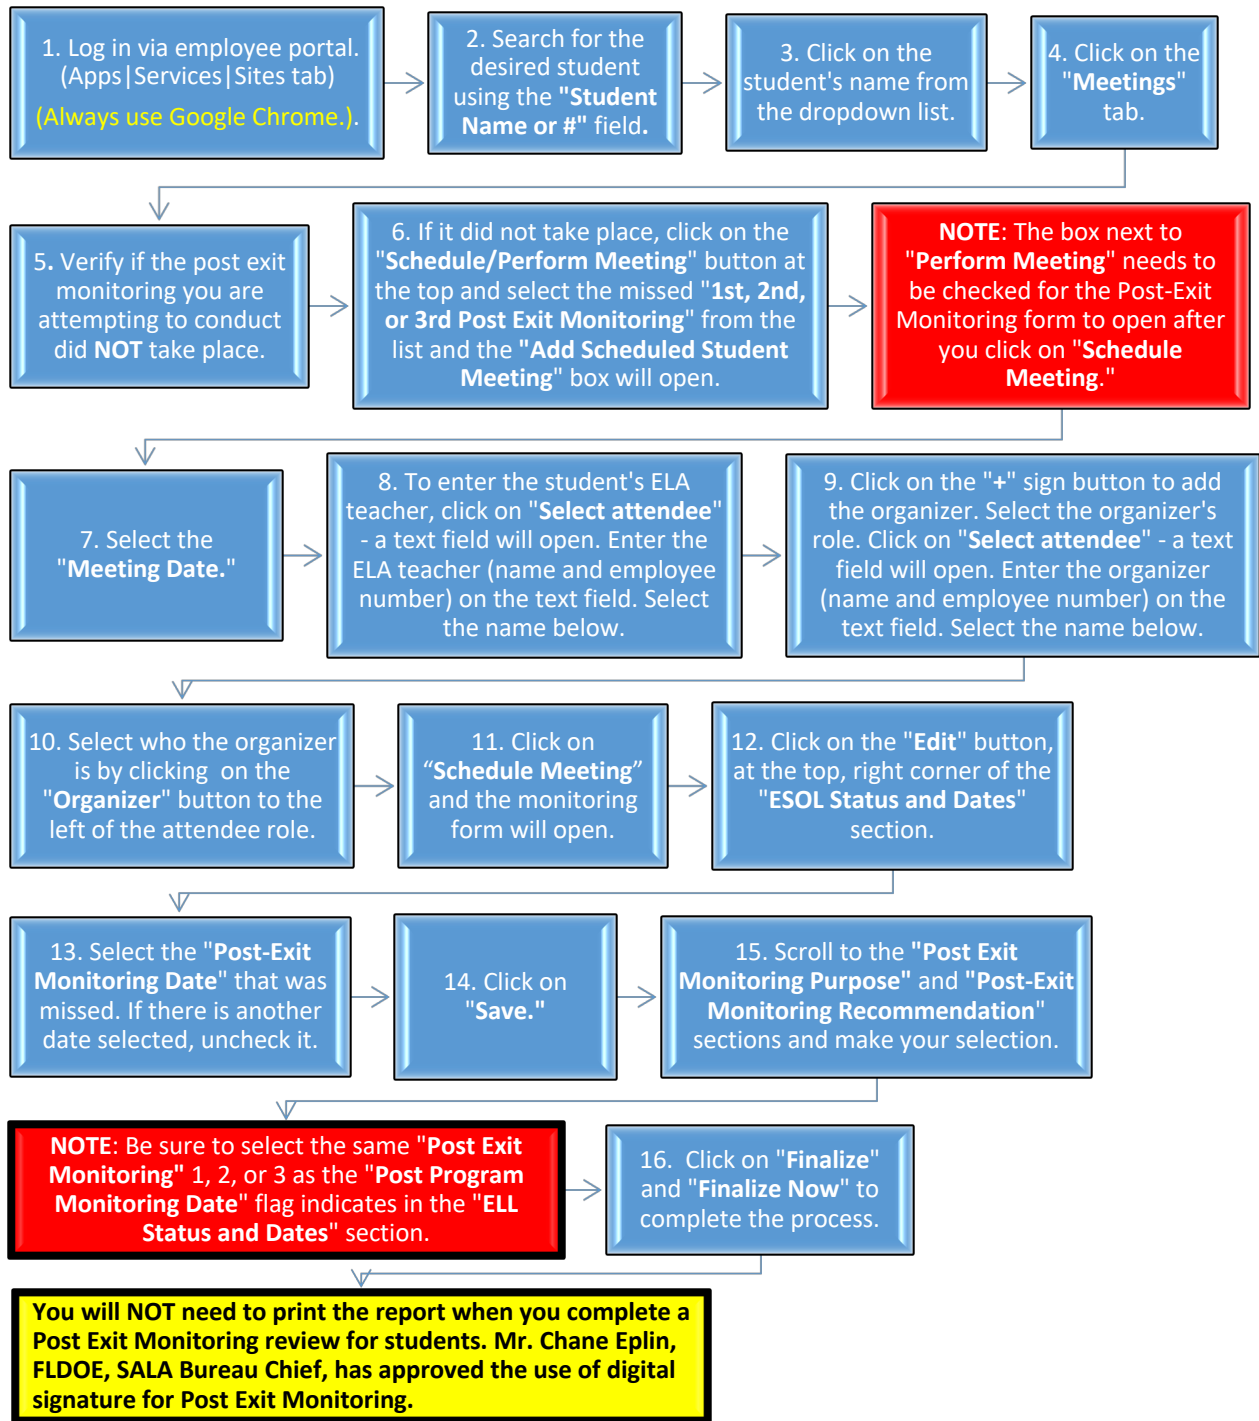 1. Log in via employee portal.
(Apps|Services|Sites tab)
(Always use Google Chrome.).
2. Search for the
desired student
using the "Student
Name or #" field.
3. Click on the
student's name from
the dropdown list.
4. Click on the
"Meetings"
tab.
5. Verify if the post exit
monitoring you are
attempting to conduct
did NOT take place.
6. If it did not take place, click on the
"Schedule/Perform Meeting" button at
the top and select the missed "1st, 2nd,
or 3rd Post Exit Monitoring" from the
list and the "Add Scheduled Student
Meeting" box will open.
NOTE: The box next to
"Perform Meeting" needs to
be checked for the Post-Exit
Monitoring form to open after
you click on "Schedule
Meeting."
7. Select the
"Meeting Date."
8. To enter the student's ELA
teacher, click on "Select attendee"
- a text field will open. Enter the
ELA teacher (name and employee
number) on the text field. Select
the name below.
9. Click on the "+" sign button to add
the organizer. Select the organizer's
role. Click on "Select attendee" - a text
field will open. Enter the organizer
(name and employee number) on the
text field. Select the name below.
10. Select who the organizer
is by clicking on the
"Organizer" button to the
left of the attendee role.
11. Click on
“Schedule Meeting”
and the monitoring
form will open.
12. Click on the "Edit" button,
at the top, right corner of the
"ESOL Status and Dates"
section.
13. Select the "Post-Exit
Monitoring Date" that was
missed. If there is another
date selected, uncheck it.
14. Click on
"Save."
15. Scroll to the "Post Exit
Monitoring Purpose" and "Post-Exit
Monitoring Recommendation"
sections and make your selection.
NOTE: Be sure to select the same "Post Exit
Monitoring" 1, 2, or 3 as the "Post Program
Monitoring Date" flag indicates in the "ELL
Status and Dates" section.
16. Click on "Finalize"
and "Finalize Now" to
complete the process.
You will NOT need to print the report when you complete a
Post Exit Monitoring review for students. Mr. Chane Eplin,
FLDOE, SALA Bureau Chief, has approved the use of digital
signature for Post Exit Monitoring.